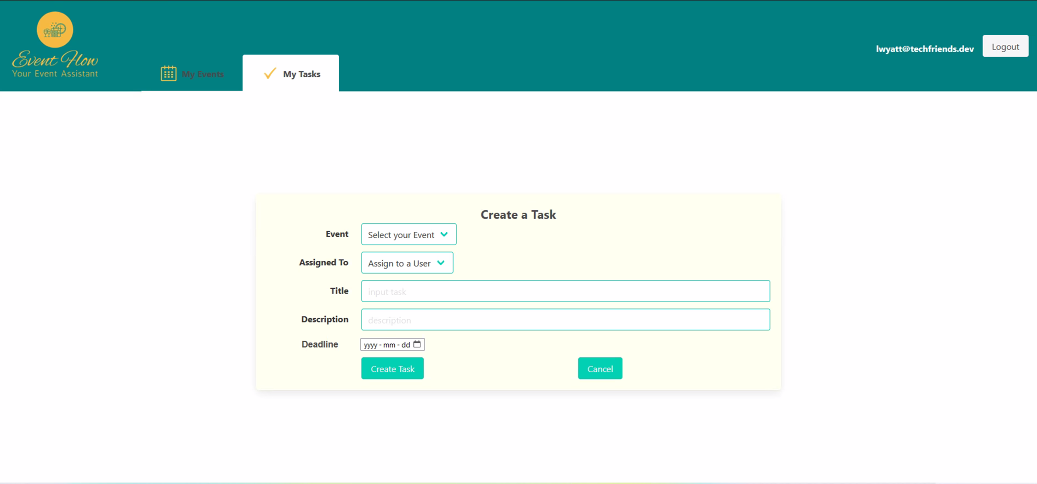 Event Flow
Your Event Assistant
My Events
My Tasks
lwyatt@techfriends.dev
Logout
Create a Task
Event
Select your Event
Assigned To
Assign to a User
Title
input task
Description
description
Deadline
yyyy - mm - dd
Create Task
Cancel